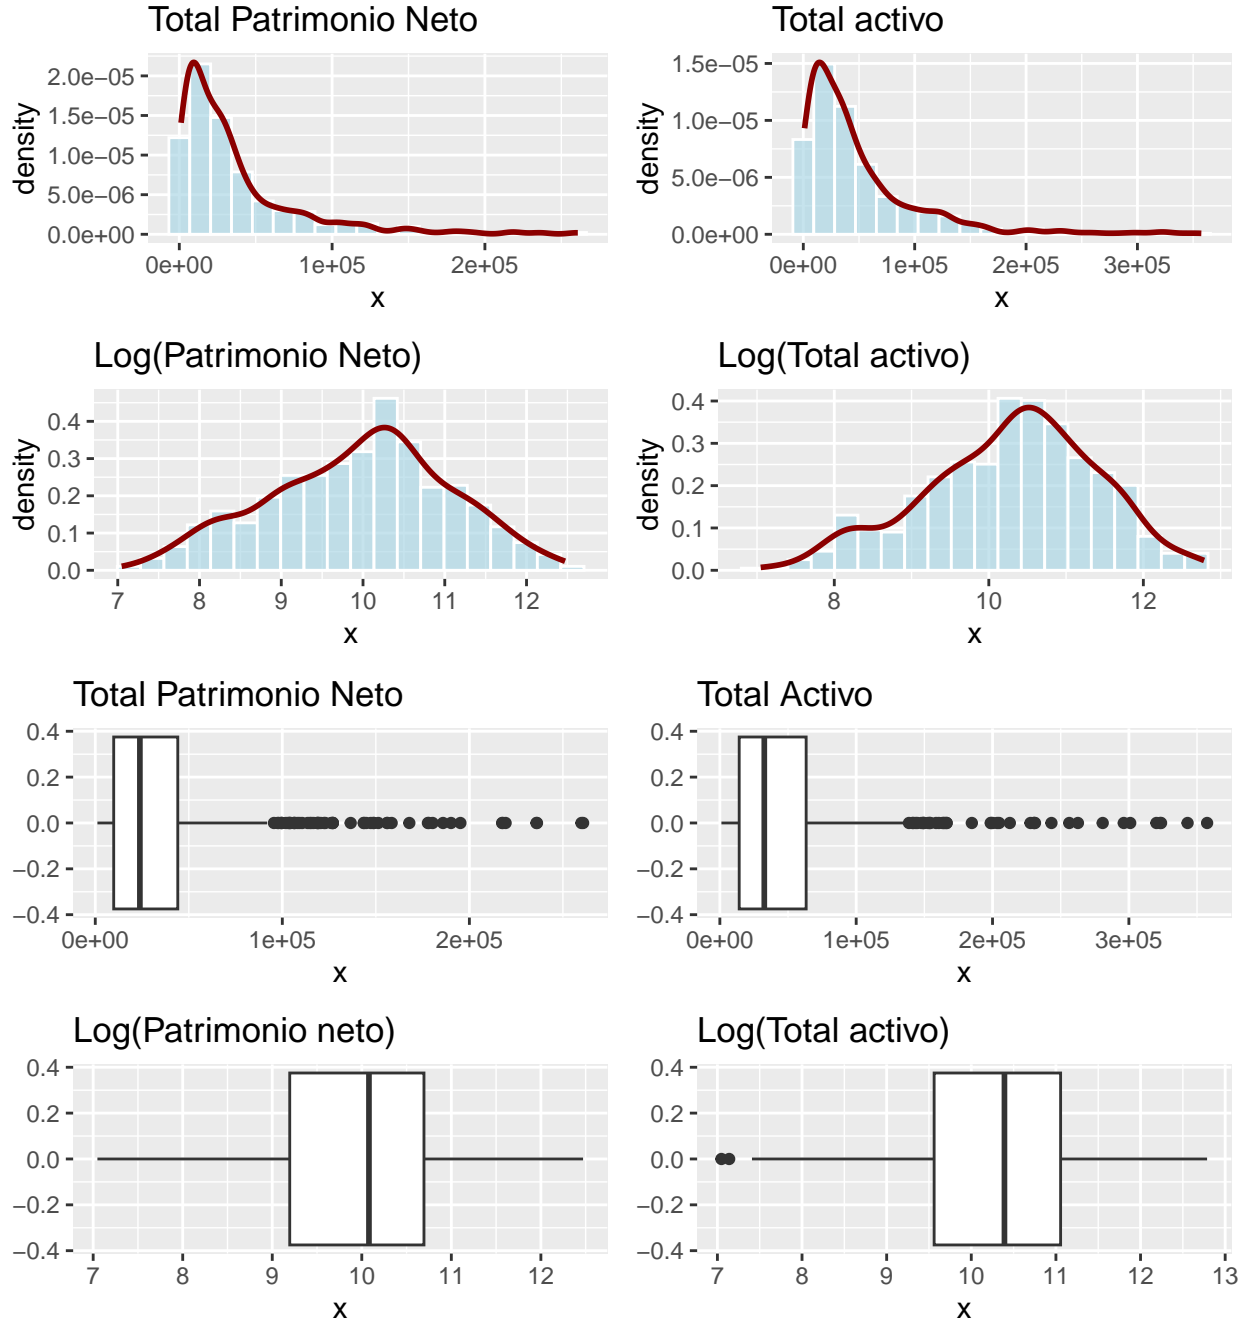 Total Patrimonio Neto
Total activo
density
2.0e−05
1.5e−05
1.0e−05
5.0e−06
0.0e+00
0e+00 1e+05 2e+05
x
density
1.5e−05
1.0e−05
5.0e−06
0.0e+00
0e+00 1e+05 2e+05 3e+05
x
Log(Patrimonio Neto)
Log(Total activo)
density
0.4
0.3
0.2
0.1
0.0
7 8 9 10 11 12
x
density
0.4
0.3
0.2
0.1
0.0
8 10 12
x
Total Patrimonio Neto
Total Activo
0.4
0.2
0.0
−0.2
−0.4
0e+00 1e+05 2e+05
x
0.4
0.2
0.0
−0.2
−0.4
0e+00 1e+05 2e+05 3e+05
x
Log(Patrimonio neto)
Log(Total activo)
0.4
0.2
0.0
−0.2
−0.4
7 8 9 10 11 12
x
0.4
0.2
0.0
−0.2
−0.4
7 8 9 10 11 12 13
x